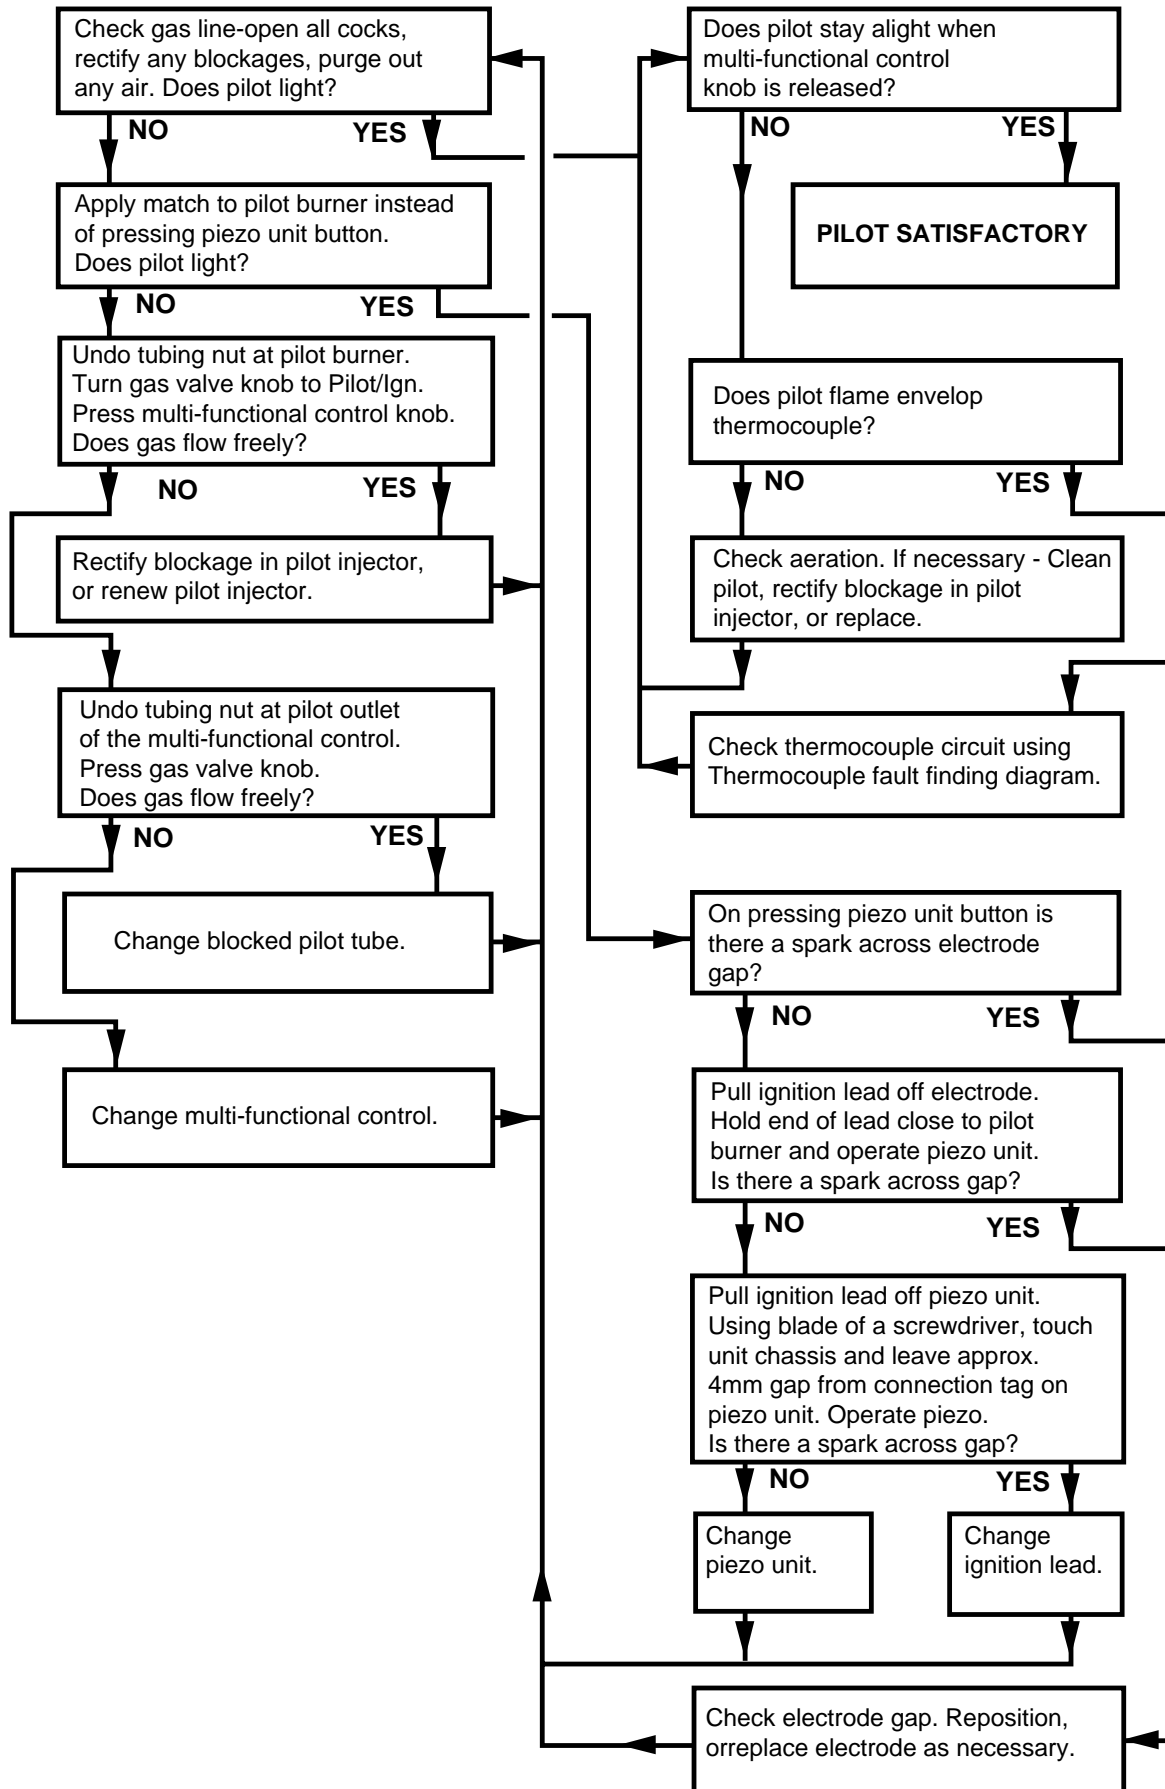 Check gas line-open all cocks,
rectify any blockages, purge out
any air. Does pilot light?
NO
YES
Apply match to pilot burner instead
of pressing piezo unit button.
Does pilot light?
NO
YES
Undo tubing nut at pilot burner.
Turn gas valve knob to Pilot/Ign.
Press multi-functional control knob.
Does gas flow freely?
NO
YES
Rectify blockage in pilot injector,
or renew pilot injector.
Undo tubing nut at pilot outlet
of the multi-functional control.
Press gas valve knob.
Does gas flow freely?
NO
YES
Change blocked pilot tube.
Change multi-functional control.
Does pilot stay alight when
multi-functional control
knob is released?
NO
YES
PILOT SATISFACTORY
Does pilot flame envelop
thermocouple?
NO
YES
Check aeration. If necessary - Clean
pilot, rectify blockage in pilot
injector, or replace.
Check thermocouple circuit using
Thermocouple fault finding diagram.
On pressing piezo unit button is
there a spark across electrode
gap?
NO
YES
Pull ignition lead off electrode.
Hold end of lead close to pilot
burner and operate piezo unit.
Is there a spark across gap?
NO
YES
Pull ignition lead off piezo unit.
Using blade of a screwdriver, touch
unit chassis and leave approx.
4mm gap from connection tag on
piezo unit. Operate piezo.
Is there a spark across gap?
NO
YES
Change
piezo unit.
Change
ignition lead.
Check electrode gap. Reposition,
orreplace electrode as necessary.